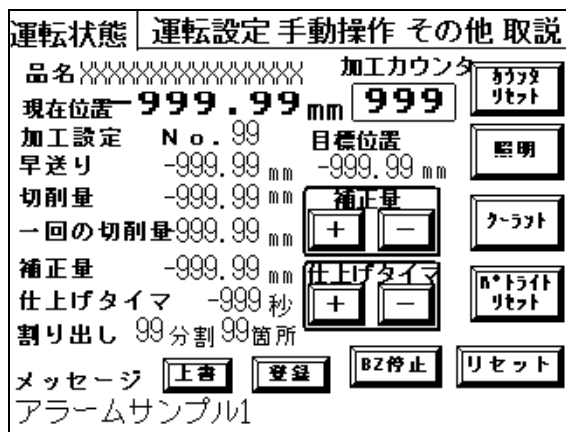 運転状態 運転設定 手動操作 その他 取説
品名XXXXXXXXXXXXXXXX 加工カウンタ カウンタリセット
現在位置-999.99mm 999
加工設定 No.99 目標位置 照明
早送り -999.99mm -999.99mm
切削量 -999.99mm 補正量
一回の切削量-999.99mm + - クーラット
補正量 -999.99mm 仕上げタイマ パトライトリセット
仕上げタイマ -999秒 + -
割り出し 99分割99箇所
メッセージ 上書 登録 BZ停止 リセット
アラームサンプル1